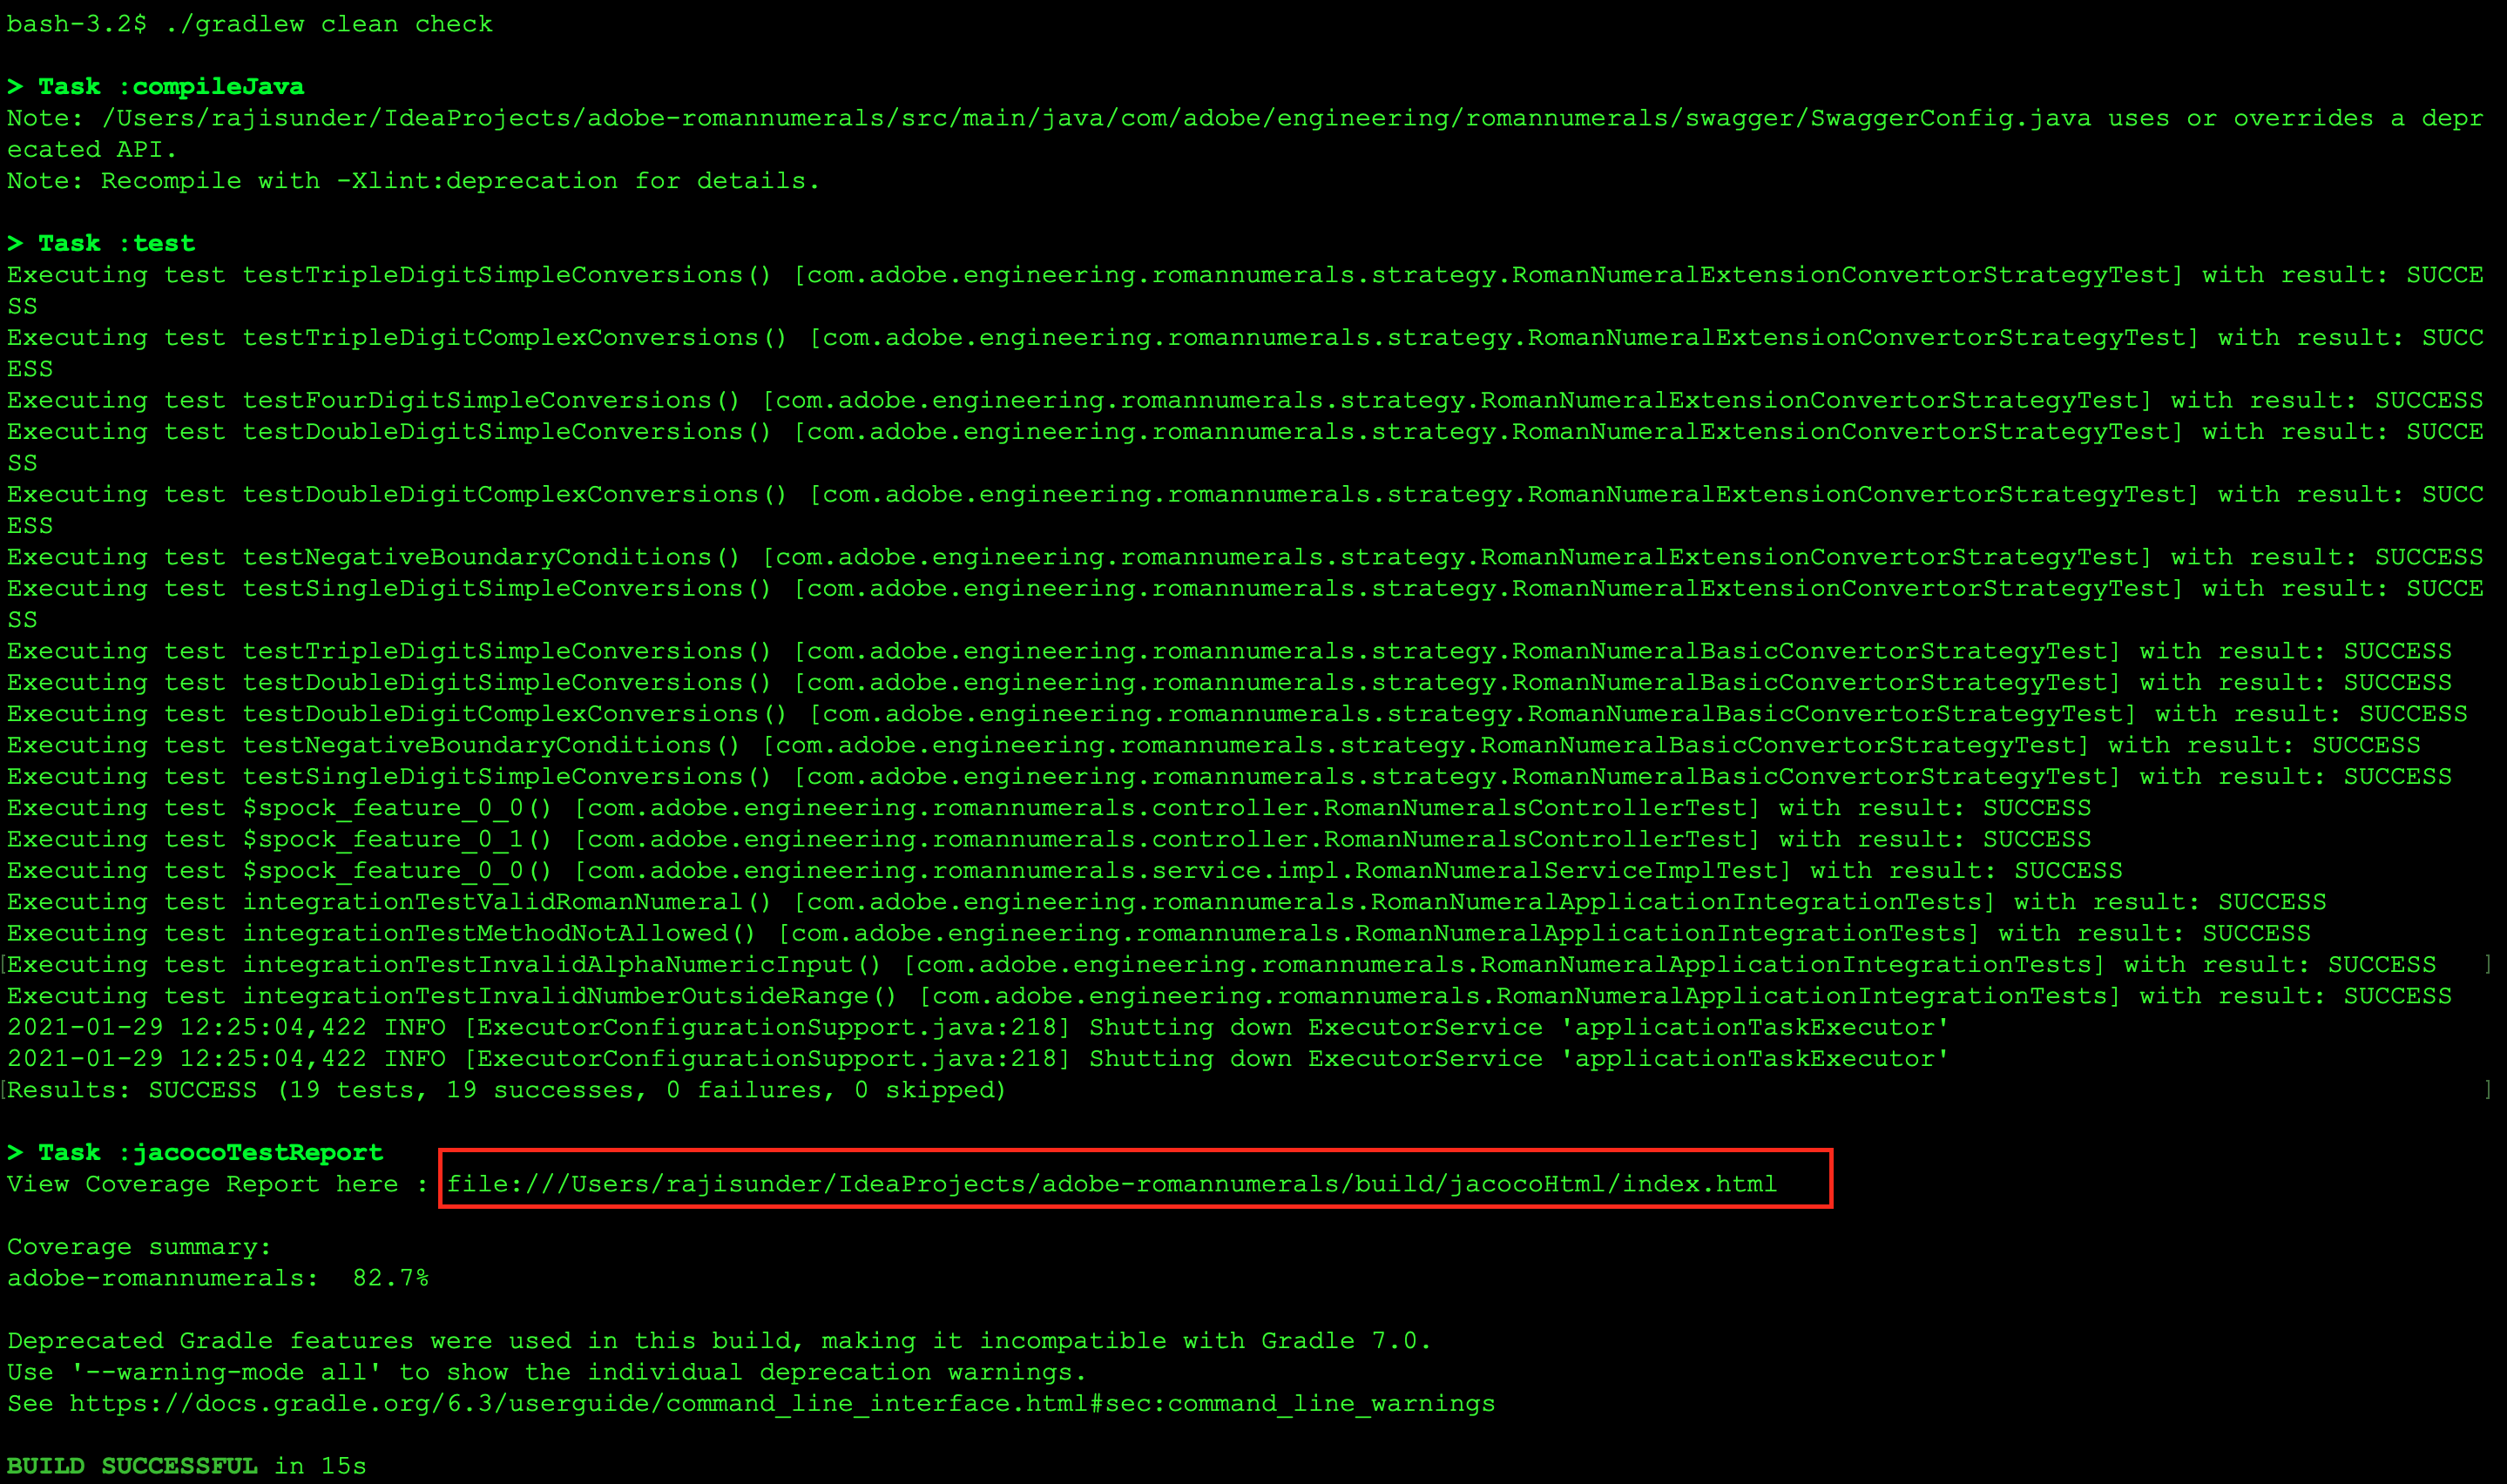 bash-3.2$ ./gradlew clean check
> Task :compileJava
Note: /Users/rajisunder/IdeaProjects/adobe-romannumerals/src/main/java/com/adobe/engineering/romannumerals/swagger/SwaggerConfig.java uses or overrides a depr
ecated API.
Note: Recompile with -Xlint:deprecation for details.
> Task :test
Executing test testTripleDigitSimpleConversions() [com.adobe.engineering.romannumerals.strategy.RomanNumeralExtensionConvertorStrategyTest] with result: SUCCE
SS
Executing test testTripleDigitComplexConversions() [com.adobe.engineering.romannumerals.strategy.RomanNumeralExtensionConvertorStrategyTest] with result: SUCC
ESS
Executing test testFourDigitSimpleConversions() [com.adobe.engineering.romannumerals.strategy.RomanNumeralExtensionConvertorStrategyTest] with result: SUCCESS
Executing test testDoubleDigitSimpleConversions() [com.adobe.engineering.romannumerals.strategy.RomanNumeralExtensionConvertorStrategyTest] with result: SUCCE
SS
Executing test testDoubleDigitComplexConversions() [com.adobe.engineering.romannumerals.strategy.RomanNumeralExtensionConvertorStrategyTest] with result: SUCC
ESS
Executing test testNegativeBoundaryConditions() [com.adobe.engineering.romannumerals.strategy.RomanNumeralExtensionConvertorStrategyTest] with result: SUCCESS
Executing test testSingleDigitSimpleConversions() [com.adobe.engineering.romannumerals.strategy.RomanNumeralExtensionConvertorStrategyTest] with result: SUCCE
SS
Executing test testTripleDigitSimpleConversions() [com.adobe.engineering.romannumerals.strategy.RomanNumeralBasicConvertorStrategyTest] with result: SUCCESS
Executing test testDoubleDigitSimpleConversions() [com.adobe.engineering.romannumerals.strategy.RomanNumeralBasicConvertorStrategyTest] with result: SUCCESS
Executing test testDoubleDigitComplexConversions() [com.adobe.engineering.romannumerals.strategy.RomanNumeralBasicConvertorStrategyTest] with result: SUCCESS
Executing test testNegativeBoundaryConditions() [com.adobe.engineering.romannumerals.strategy.RomanNumeralBasicConvertorStrategyTest] with result: SUCCESS
Executing test testSingleDigitSimpleConversions() [com.adobe.engineering.romannumerals.strategy.RomanNumeralBasicConvertorStrategyTest] with result: SUCCESS
Executing test $spock_feature_0_0() [com.adobe.engineering.romannumerals.controller.RomanNumeralsControllerTest] with result: SUCCESS
Executing test $spock_feature_0_1() [com.adobe.engineering.romannumerals.controller.RomanNumeralsControllerTest] with result: SUCCESS
Executing test $spock_feature_0_0() [com.adobe.engineering.romannumerals.service.impl.RomanNumeralServiceImplTest] with result: SUCCESS
Executing test integrationTestValidRomanNumeral() [com.adobe.engineering.romannumerals.RomanNumeralApplicationIntegrationTests] with result: SUCCESS
Executing test integrationTestMethodNotAllowed() [com.adobe.engineering.romannumerals.RomanNumeralApplicationIntegrationTests] with result: SUCCESS
[Executing test integrationTestInvalidAlphaNumericInput() [com.adobe.engineering.romannumerals.RomanNumeralApplicationIntegrationTests] with result: SUCCESS ]
Executing test integrationTestInvalidNumberOutsideRange() [com.adobe.engineering.romannumerals.RomanNumeralApplicationIntegrationTests] with result: SUCCESS
2021-01-29 12:25:04,422 INFO [ExecutorConfigurationSupport.java:218] Shutting down ExecutorService 'applicationTaskExecutor'
2021-01-29 12:25:04,422 INFO [ExecutorConfigurationSupport.java:218] Shutting down ExecutorService 'applicationTaskExecutor'
[Results: SUCCESS (19 tests, 19 successes, 0 failures, 0 skipped) ]
> Task :jacocoTestReport
View Coverage Report here : file:///Users/rajisunder/IdeaProjects/adobe-romannumerals/build/jacocoHtml/index.html
Coverage summary:
adobe-romannumerals:  82.7%
Deprecated Gradle features were used in this build, making it incompatible with Gradle 7.0.
Use '--warning-mode all' to show the individual deprecation warnings.
See https://docs.gradle.org/6.3/userguide/command_line_interface.html#sec:command_line_warnings
BUILD SUCCESSFUL in 15s